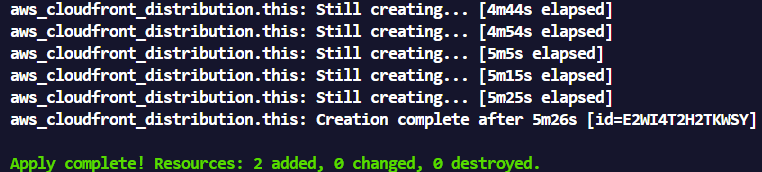 aws_cloudfront_distribution.this: Still creating... [4m44s elapsed]
aws_cloudfront_distribution.this: Still creating... [4m54s elapsed]
aws_cloudfront_distribution.this: Still creating... [5m5s elapsed]
aws_cloudfront_distribution.this: Still creating... [5m15s elapsed]
aws_cloudfront_distribution.this: Still creating... [5m25s elapsed]
aws_cloudfront_distribution.this: Creation complete after 5m26s [id=E2WI4T2H2TKWSY]
Apply complete! Resources: 2 added, 0 changed, 0 destroyed.